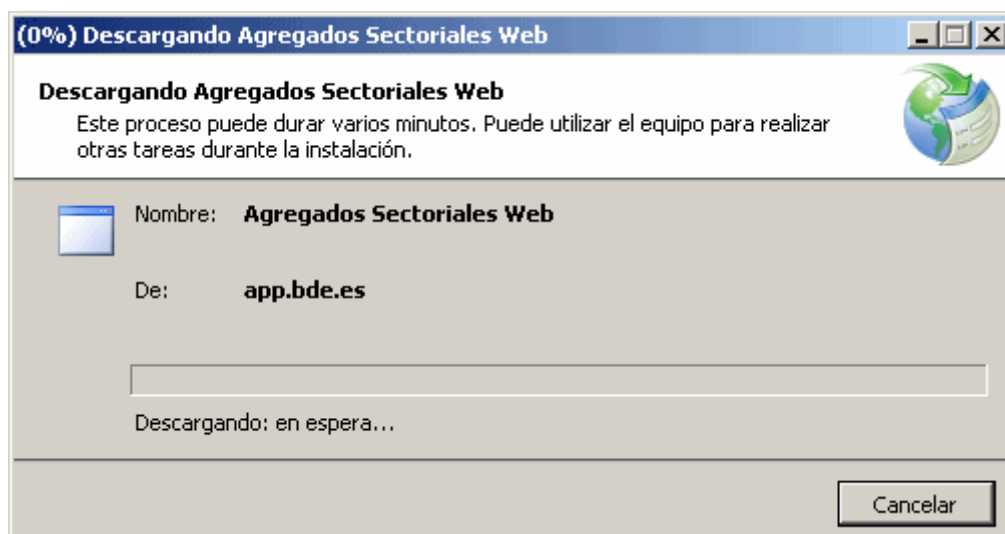 (0%) Descargando Agregados Sectoriales Web
Descargando Agregados Sectoriales Web
Este proceso puede durar varios minutos. Puede utilizar el equipo para realizar
otras tareas durante la instalación.
Nombre: Agregados Sectoriales Web
De: app.bde.es
Descargando: en espera...
Cancelar